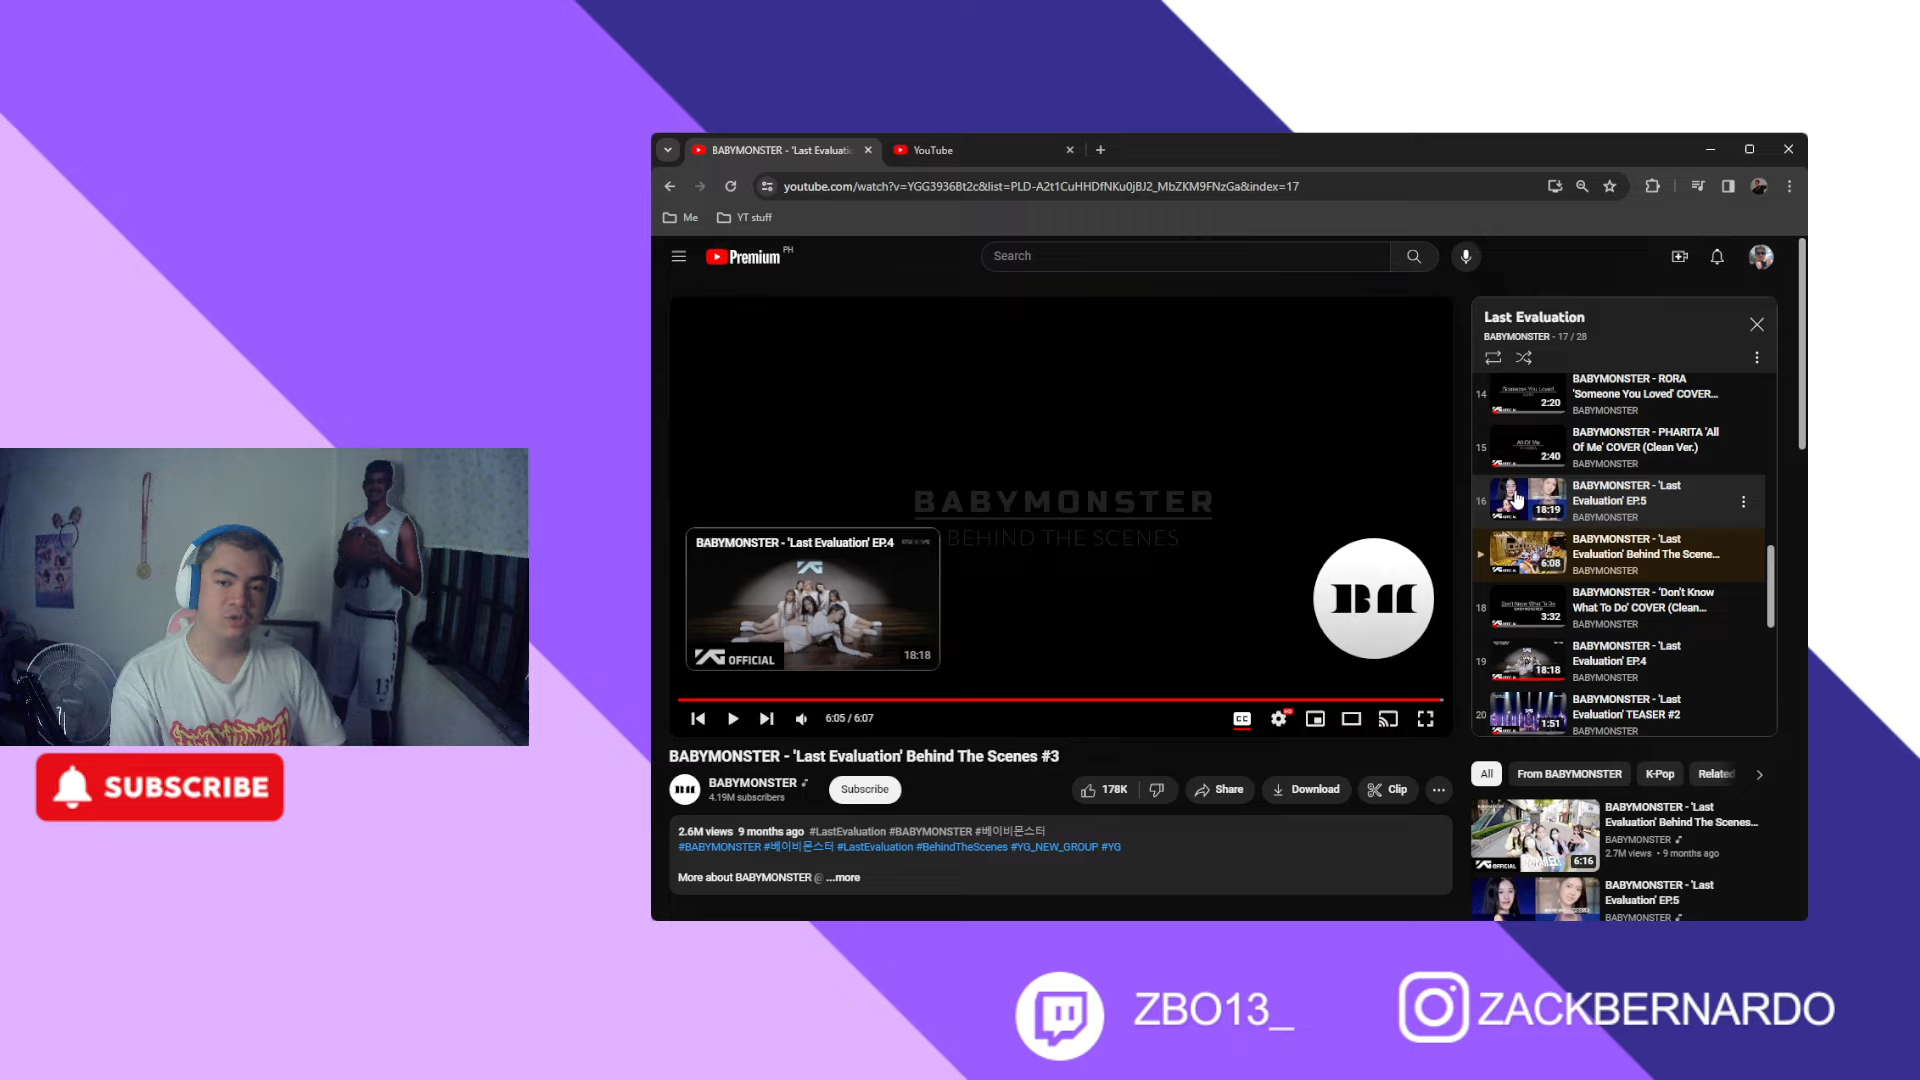 BABYMONSTER - 'Last Evaluatio
YouTube
youtube.com/watch?v=YGG3936Bt2c&list=PLD-A2t1CuHHDfNKu0jBJ2_MbZKM9FNzGa&index=17
Me
YT stuff
Premium PH
Search
BABYMONSTER
BEHIND THE SCENES
BABYMONSTER - 'Last Evaluation' EP.4
YG OFFICIAL
18:18
6:05 / 6:07
CC
HD
BABYMONSTER - 'Last Evaluation' Behind The Scenes #3
BABYMONSTER
4.19M subscribers
Subscribe
178K
Share
Download
Clip
2.6M views 9 months ago #LastEvaluation #BABYMONSTER #베이비몬스터
#BABYMONSTER #베이비몬스터 #LastEvaluation #BehindTheScenes #YG_NEW_GROUP #YG
More about BABYMONSTER @ ...more
Last Evaluation
BABYMONSTER - 17 / 28
14
2:20
BABYMONSTER - RORA
'Someone You Loved' COVER...
BABYMONSTER
15
All Of Me
2:40
BABYMONSTER - PHARITA 'All
Of Me' COVER (Clean Ver.)
BABYMONSTER
16
18:19
BABYMONSTER - 'Last
Evaluation' EP.5
BABYMONSTER
6:08
BABYMONSTER - 'Last
Evaluation' Behind The Scene...
BABYMONSTER
18
3:32
BABYMONSTER - 'Don't Know
What To Do' COVER (Clean...
BABYMONSTER
19
18:18
BABYMONSTER - 'Last
Evaluation' EP.4
BABYMONSTER
20
1:51
BABYMONSTER - 'Last
Evaluation' TEASER #2
BABYMONSTER
All
From BABYMONSTER
K-Pop
Related
6:16
BABYMONSTER - 'Last
Evaluation' Behind The Scenes...
BABYMONSTER
2.7M views • 9 months ago
BABYMONSTER - 'Last
Evaluation' EP.5
BABYMONSTER
13
SUBSCRIBE
ZBO13_
ZACKBERNARDO